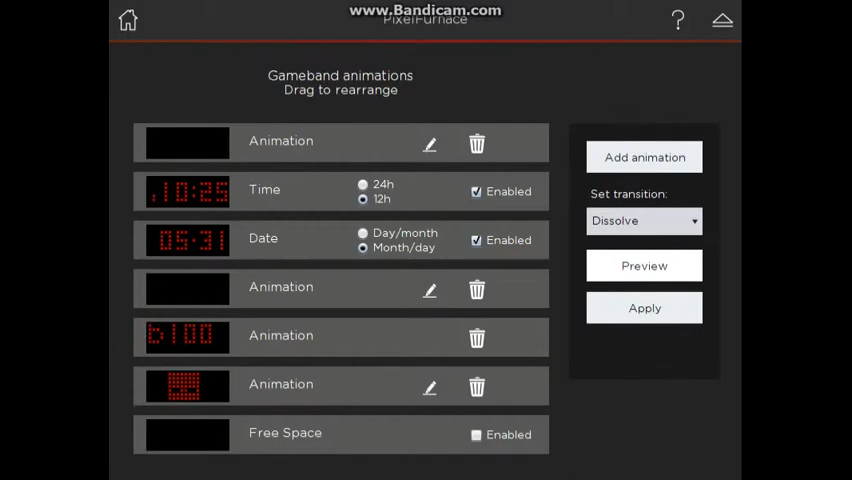 www.Bandicam.com
PixelFurnace
?
Gameband animations
Drag to rearrange
Animation
.10:25
Time
24h
12h
Enabled
05.31
Date
Day/month
Month/day
Enabled
Animation
b100
Animation
Animation
Free Space
Enabled
Add animation
Set transition:
Dissolve
Preview
Apply